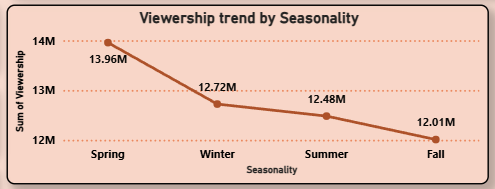 Viewership trend by Seasonality
Sum of Viewership
14M
13M
12M
13.96M
12.72M
12.48M
12.01M
Spring
Winter
Summer
Fall
Seasonality